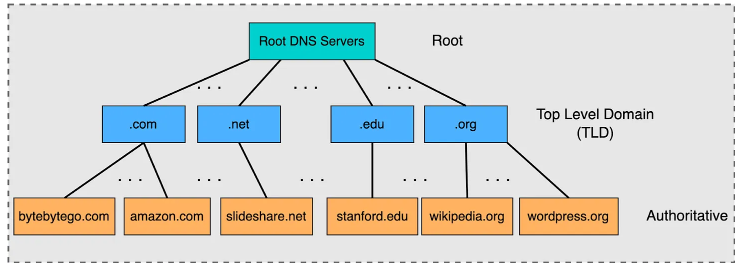 Root DNS Servers
Root
. . .
. . .
. . .
.com
.net
.edu
.org
Top Level Domain
(TLD)
. . .
. . .
. . .
. . .
. . .
bytebytego.com
amazon.com
slideshare.net
stanford.edu
wikipedia.org
wordpress.org
Authoritative